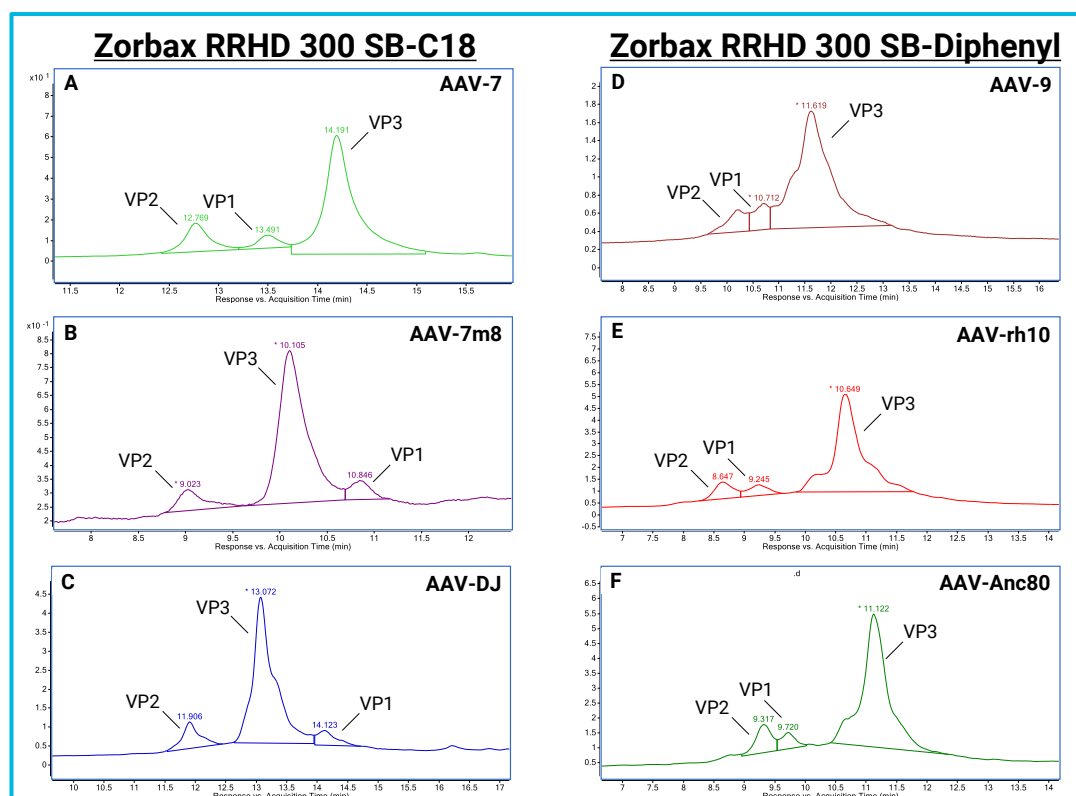 Zorbax RRHD 300 SB-C18
Zorbax RRHD 300 SB-Diphenyl
A
AAV-7
x10 -1
8
7
6
5
4
3
2
1
0
VP2
VP1
VP3
12.769
13.491
14.191
11.5 12 12.5 13 13.5 14 14.5 15 15.5
Response vs. Acquisition Time (min)
B
AAV-7m8
x10 -1
8.5
8
7.5
7
6.5
6
5.5
5
4.5
4
3.5
3
2.5
2
VP2
VP3
VP1
* 9.023
* 10.105
10.846
8 8.5 9 9.5 10 10.5 11 11.5 12
Response vs. Acquisition Time (min)
C
AAV-DJ
4.5
4
3.5
3
2.5
2
1.5
1
0.5
0
VP2
VP3
VP1
11.906
* 13.072
14.123
10 10.5 11 11.5 12 12.5 13 13.5 14 14.5 15 15.5 16 16.5 17
Response vs. Acquisition Time (min)
D
AAV-9
2
1.8
1.6
1.4
1.2
1
0.8
0.6
0.4
0.2
0
VP2
VP1
VP3
* 10.712
* 11.619
8 8.5 9 9.5 10 10.5 11 11.5 12 12.5 13 13.5 14 14.5 15 15.5 16
Response vs. Acquisition Time (min)
E
AAV-rh10
7.5
7
6.5
6
5.5
5
4.5
4
3.5
3
2.5
2
1.5
1
0.5
0
-0.5
VP2
VP1
VP3
8.647
9.245
* 10.649
7 7.5 8 8.5 9 9.5 10 10.5 11 11.5 12 12.5 13 13.5 14
Response vs. Acquisition Time (min)
F
.d
AAV-Anc80
6.5
6
5.5
5
4.5
4
3.5
3
2.5
2
1.5
1
0.5
VP2
VP1
VP3
9.317
9.720
* 11.122
7 7.5 8 8.5 9 9.5 10 10.5 11 11.5 12 12.5 13 13.5 14
Response vs. Acquisition Time (min)